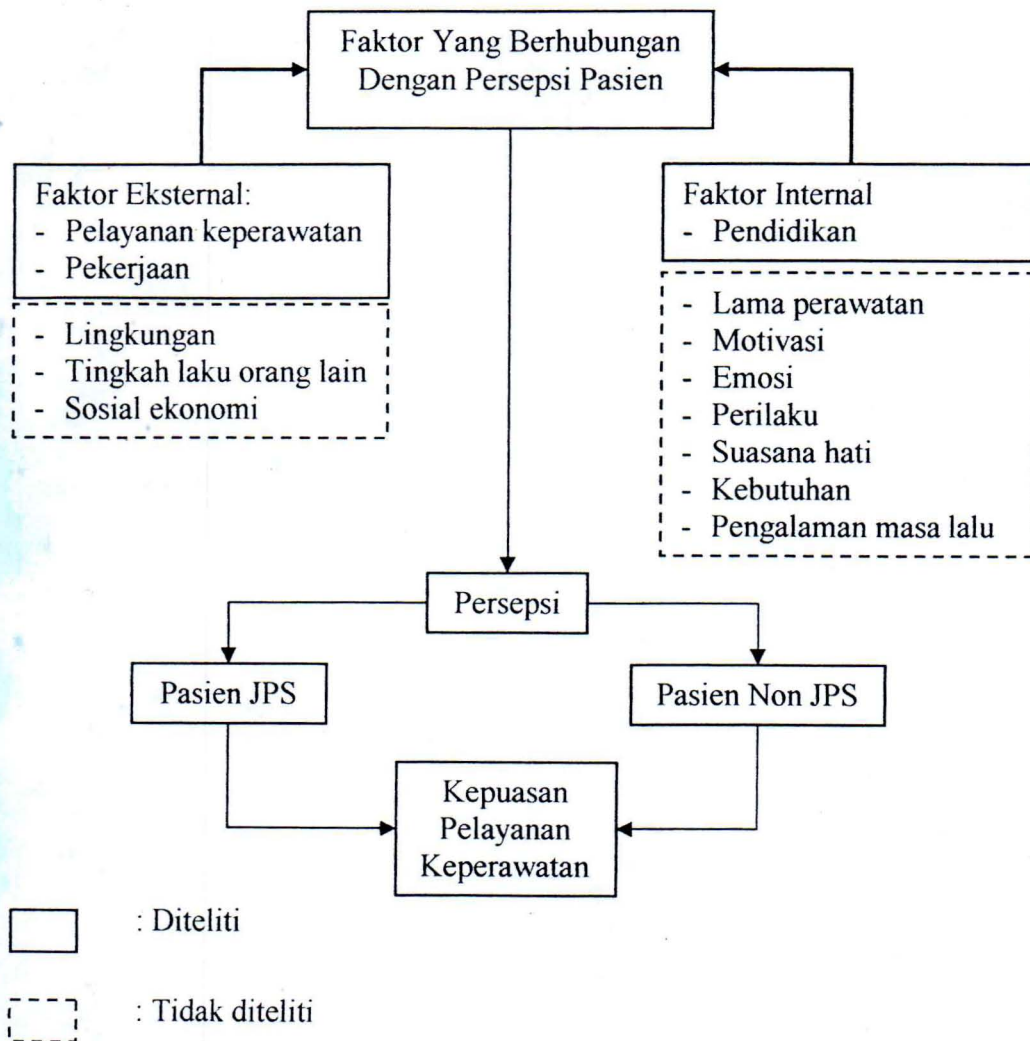 Faktor Yang Berhubungan
Dengan Persepsi Pasien
Faktor Eksternal:
- Pelayanan keperawatan
- Pekerjaan
- Lingkungan
- Tingkah laku orang lain
- Sosial ekonomi
Faktor Internal
- Pendidikan
- Lama perawatan
- Motivasi
- Emosi
- Perilaku
- Suasana hati
- Kebutuhan
- Pengalaman masa lalu
Persepsi
Pasien JPS
Pasien Non JPS
Kepuasan
Pelayanan
Keperawatan
: Diteliti
: Tidak diteliti